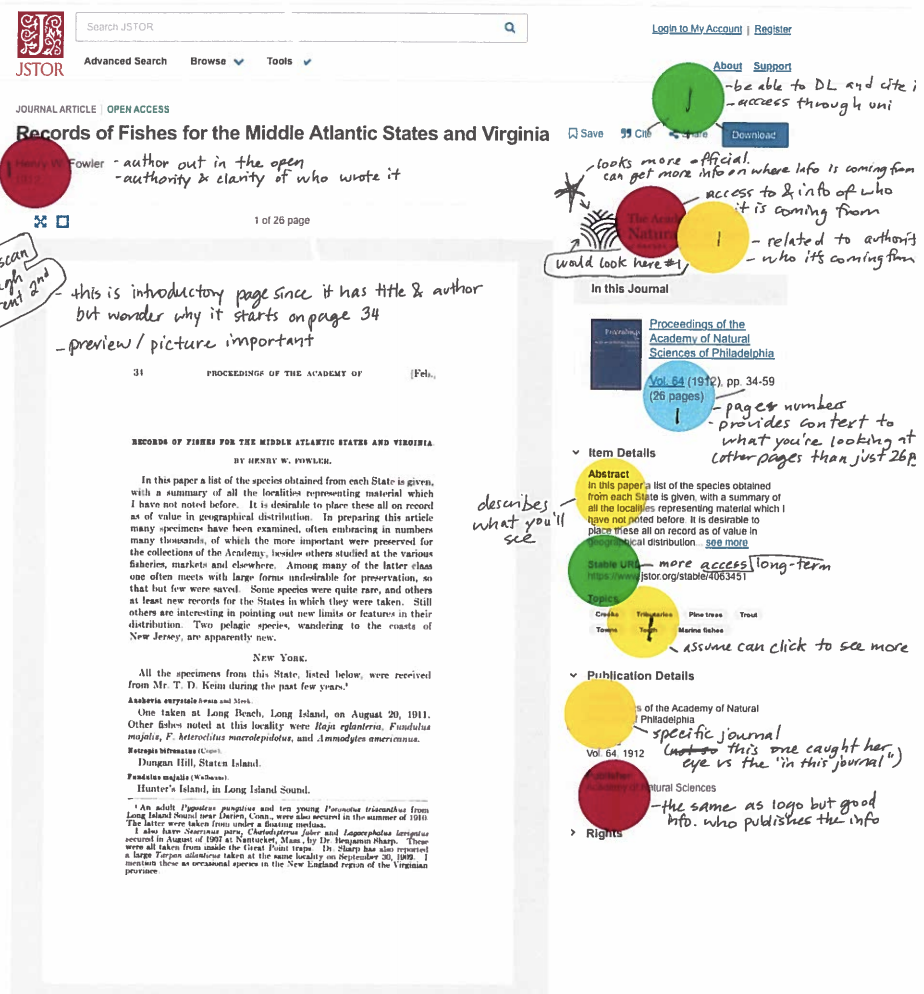 Search JSTOR
Login to My Account | Register
JSTOR
Advanced Search Browse Tools
About Support
-be able to DL and cite
-access through uni
JOURNAL ARTICLE | OPEN ACCESS
Records of Fishes for the Middle Atlantic States and Virginia
Save Cite Share Download
Henry W. Fowler
1912
- author out in the open
-authority & clarity of who wrote it
looks more official.
can get more info on where info is coming from
access to & info of who
it is coming from
The Acad
Natura
1
- related to
- who it's coming from
would look here #1
1 of 26 page
scan
2nd
- this is introductory page since it has title & author
but wonder why it starts on page 34
- preview / picture important
In this Journal
Proceedings
Proceedings of the
Academy of Natural
Sciences of Philadelphia
Vol. 64 (1912), pp. 34-59
(26 pages)
1
- pages numbers
- provides context to
what you're looking at
(other pages than just 26
34 PROCEEDINGS OF THE ACADEMY OF [Feb.,
RECORDS OF FISHES FOR THE MIDDLE ATLANTIC STATES AND VIRGINIA.
BY HENRY W. FOWLER.
In this paper a list of the species obtained from each State is given,
with a summary of all the localities representing material which
I have not noted before. It is desirable to place these all on record
as of value in geographical distribution. In preparing this article
many specimens have been examined, often embracing in numbers
many thousands, of which the more important were preserved for
the collections of the Academy, besides others studied at the various
fisheries, markets and elsewhere. Among many of the latter class
one often meets with large forms undesirable for preservation, so
that but few were saved. Some species were quite rare, and others
at least new records for the States in which they were taken. Still
others are interesting in pointing out new limits or features in their
distribution. Two pelagic species, wandering to the coasts of
New Jersey, are apparently new.
NEW YORK.
All the specimens from this State, listed below, were received
from Mr. T. D. Keim during the past few years.¹
Anchovia eurystole Swain and Meek.
One taken at Long Beach, Long Island, on August 20, 1911.
Other fishes noted at this locality were Raja eglanteria, Fundulus
majalis, F. heteroclitus macrolepidotus, and Ammodytes americanus.
Notropis bifrenatus (Cope).
Dungan Hill, Staten Island.
Fundulus majalis (Walbaum).
Hunter's Island, in Long Island Sound.
¹ An adult Pygosteus pungitius and ten young Poronotus triacanthus from
Long Island Sound near Darien, Conn., were also secured in the summer of 1910.
The latter were taken from under a floating medusa.
I also have Seserinus paru, Chætodipterus faber and Lagocephalus lævigatus
secured in August of 1907 at Nantucket, Mass., by Dr. Benjamin Sharp. These
were all taken from inside the Great Point traps. Dr. Sharp has also reported
a large Tarpon atlanticus taken at the same locality on September 30, 1909. I
mention these as occasional species in the New England region of the Virginian
province.
Item Details
Abstract
In this paper a list of the species obtained
from each State is given, with a summary of
all the localities representing material which I
have not noted before. It is desirable to
place these all on record as of value in
geographical distribution... see more
describes
what you'll
see
Stable URL
https://www.jstor.org/stable/4063451
more access long-term
Topics
Creeks Tributaries Pine trees Trout
Towns Teeth Marine fishes
1
assume can click to see more
Publication Details
s of the Academy of Natural
Philadelphia
Vol. 64, 1912
specific journal
this one caught her
eye vs the "in this journal")
Publisher
Academy of Natural Sciences
-the same as logo but good
info. who publishes the info
Rights